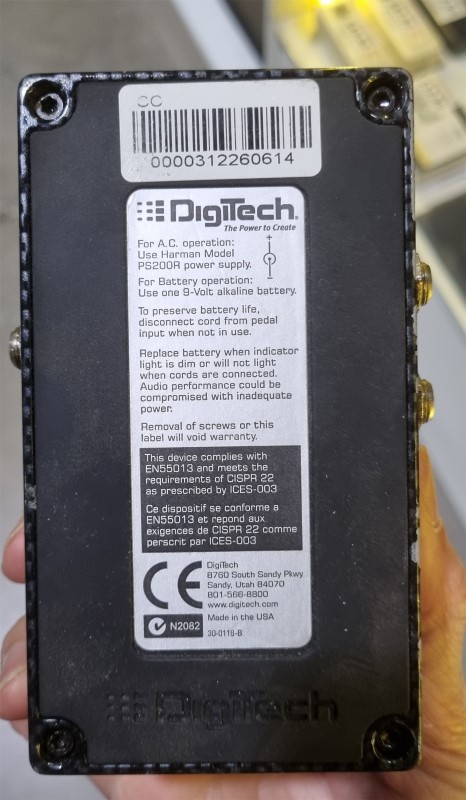 CC
0000312260614
DigiTech®
The Power to Create
For A.C. operation:
Use Harman Model
PS200R power supply.
+
-
For Battery operation:
Use one 9-Volt alkaline battery.
To preserve battery life,
disconnect cord from pedal
input when not in use.
Replace battery when indicator
light is dim or will not light
when cords are connected.
Audio performance could be
compromised with inadequate
power.
Removal of screws or this
label will void warranty.
This device complies with
EN55013 and meets the
requirements of CISPR 22
as prescribed by ICES-003
Ce dispositif se conforme a
EN55013 et repond aux
exigences de CISPR 22 comme
perscrit par ICES-003
CE
DigiTech
8760 South Sandy Pkwy
Sandy, Utah 84070
801-566-8800
www.digitech.com
Made in the USA
N2082
30-0118-B
DigiTech